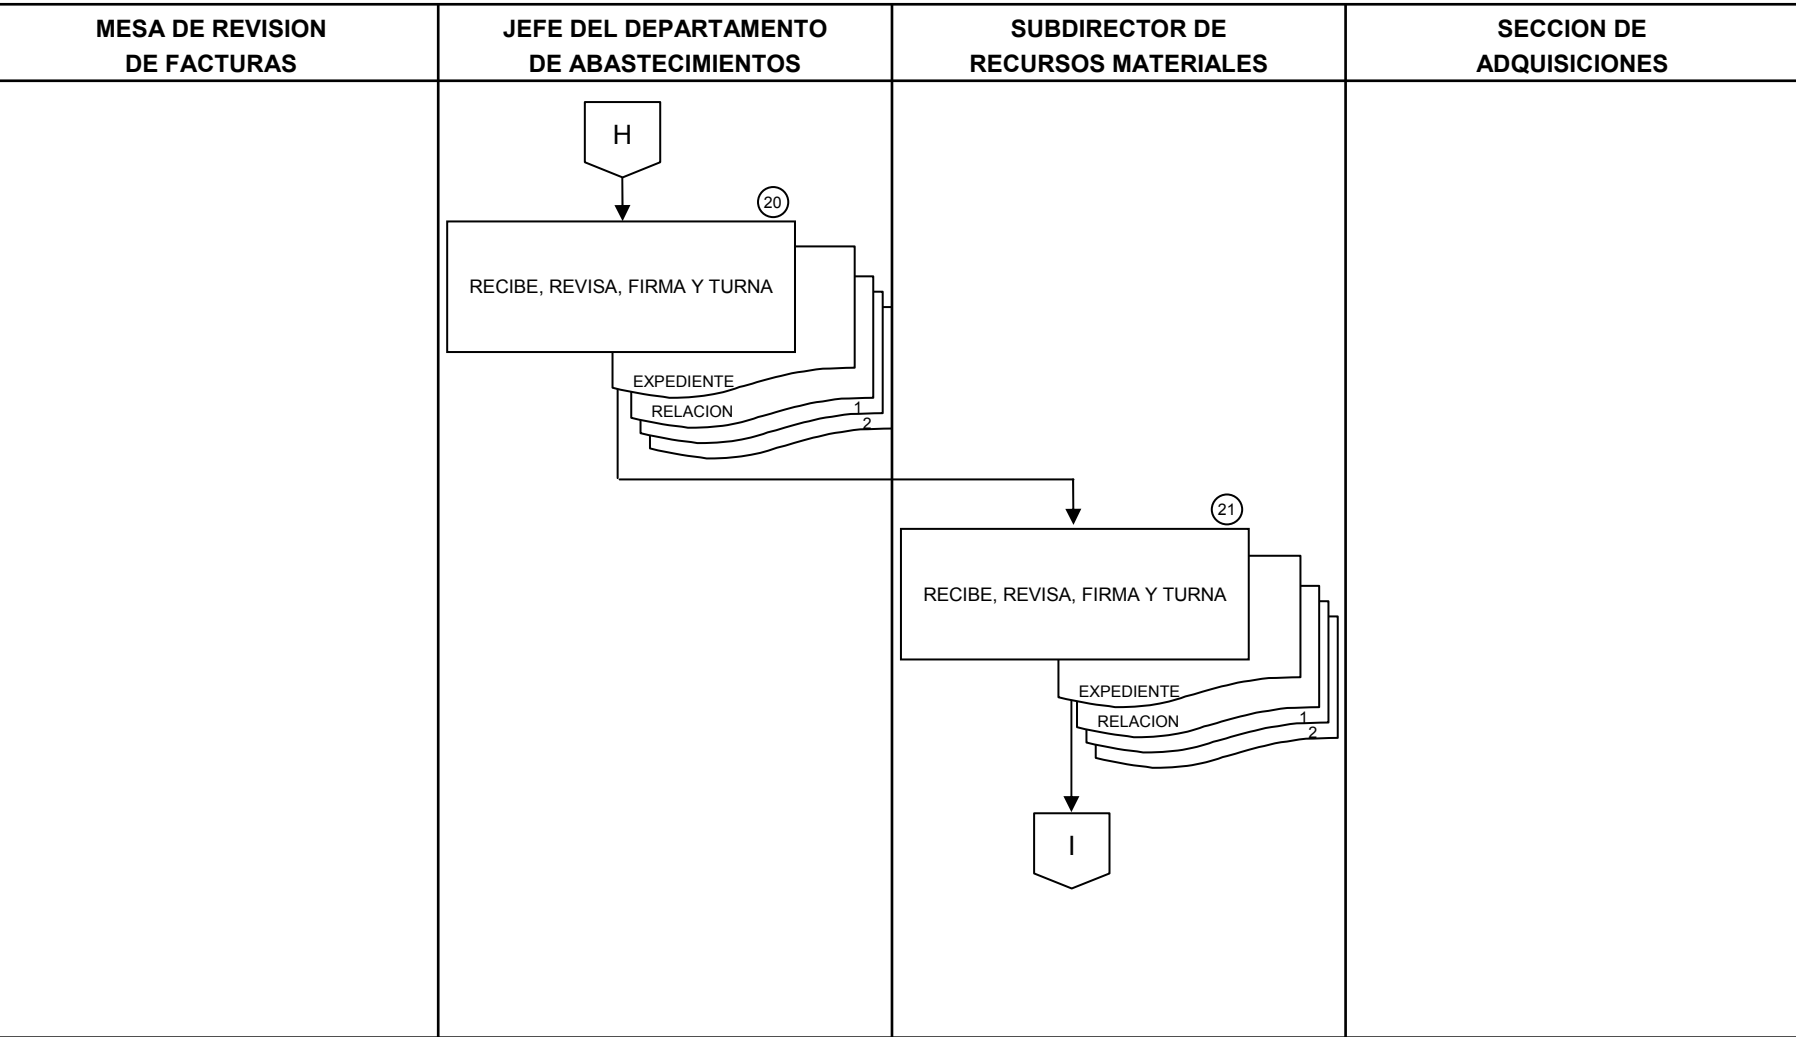 MESA DE REVISION
DE FACTURAS
JEFE DEL DEPARTAMENTO
DE ABASTECIMIENTOS
SUBDIRECTOR DE
RECURSOS MATERIALES
SECCION DE
ADQUISICIONES
H
20
RECIBE, REVISA, FIRMA Y TURNA
EXPEDIENTE
RELACION 1
2
21
RECIBE, REVISA, FIRMA Y TURNA
EXPEDIENTE
RELACION 1
2
I